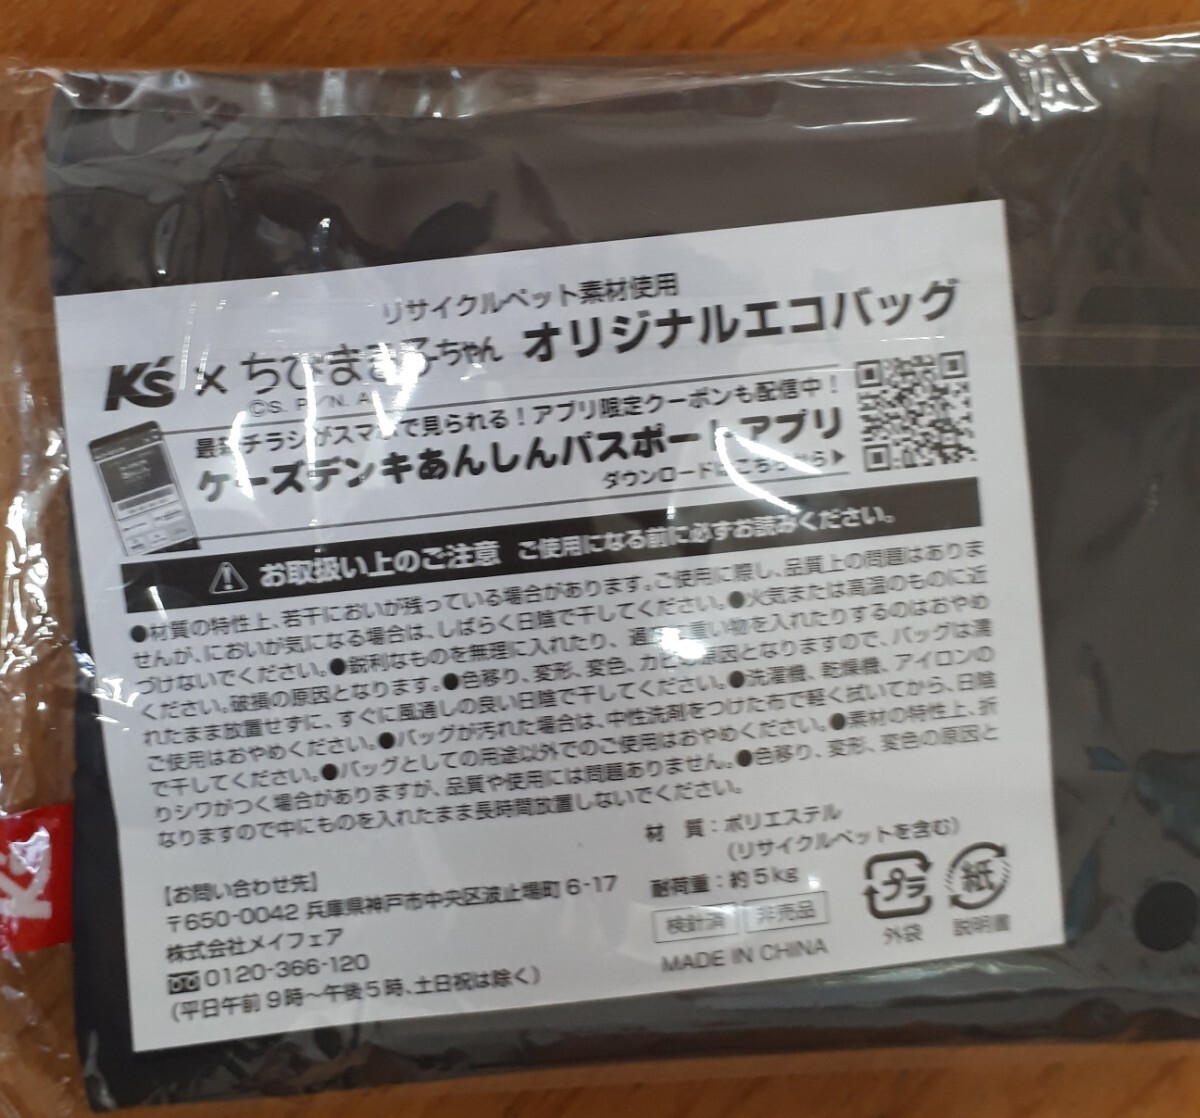 リサイクルペット素材使用
K's × ちびまる子ちゃん オリジナルエコバッグ
©S. P/N. A
最新チラシがスマホで見られる！アプリ限定クーポンも配信中！
ケーズデンキあんしんパスポートアプリ
ダウンロードはこちらから▶
お取扱い上のご注意 ご使用になる前に必ずお読みください。
●材質の特性上、若干においが残っている場合があります。ご使用に際し、品質上の問題はありま
せんが、においが気になる場合は、しばらく日陰で干してください。●火気または高温のものに近
づけないでください。●鋭利なものを無理に入れたり、過度に重い物を入れたりするのはおやめ
ください。破損の原因となります。●色移り、変形、変色、カビの原因となりますので、バッグは濡
れたまま放置せずに、すぐに風通しの良い日陰で干してください。●洗濯機、乾燥機、アイロンの
ご使用はおやめください。●バッグが汚れた場合は、中性洗剤をつけた布で軽く拭いてから、日陰
で干してください。●バッグとしての用途以外でのご使用はおやめください。●素材の特性上、折
りシワがつく場合がありますが、品質や使用には問題ありません。●色移り、変形、変色の原因と
なりますので中にものを入れたまま長時間放置しないでください。
材 質：ポリエステル
(リサイクルペットを含む)
耐荷重：約5kg
検針済 非売品
MADE IN CHINA
プラ
外袋
紙
説明書
【お問い合わせ先】
〒650-0042 兵庫県神戸市中央区波止場町6-17
株式会社メイフェア
0120-366-120
(平日午前9時～午後5時、土日祝は除く)
K's